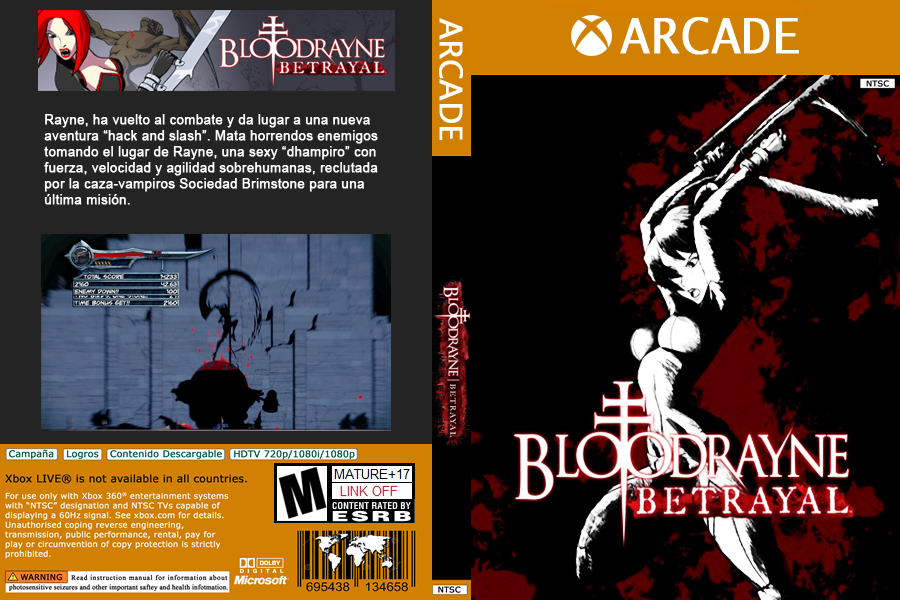 BLOODRAYNE
BETRAYAL
Rayne, ha vuelto al combate y da lugar a una nueva
aventura “hack and slash”. Mata horrendos enemigos
tomando el lugar de Rayne, una sexy “dhampiro” con
fuerza, velocidad y agilidad sobrehumanas, reclutada
por la caza-vampiros Sociedad Brimstone para una
última misión.
TOTAL SCORE
ENEMY DOWN!! 100
TIME BONUS GET!!
Campaña Logros Contenido Descargable HDTV 720p/1080i/1080p
Xbox LIVE® is not available in all countries.
For use only with Xbox 360® entertainment systems
with “NTSC” designation and NTSC TVs capable of
displaying a 60Hz signal. See xbox.com for details.
Unauthorised coping reverse engineering,
transmission, public performance, rental, pay for
play or circumvention of copy protection is strictly
prohibited.
WARNING Read instruction manual for information about
photosensitive seizures and other important saftey and health infotmation.
M
MATURE+17
LINK OFF
CONTENT RATED BY
ESRB
DOLBY
DIGITAL
Microsoft®
695438 134658
ARCADE
BLOODRAYNE | BETRAYAL
NTSC
ARCADE
NTSC
BLOODRAYNE
BETRAYAL